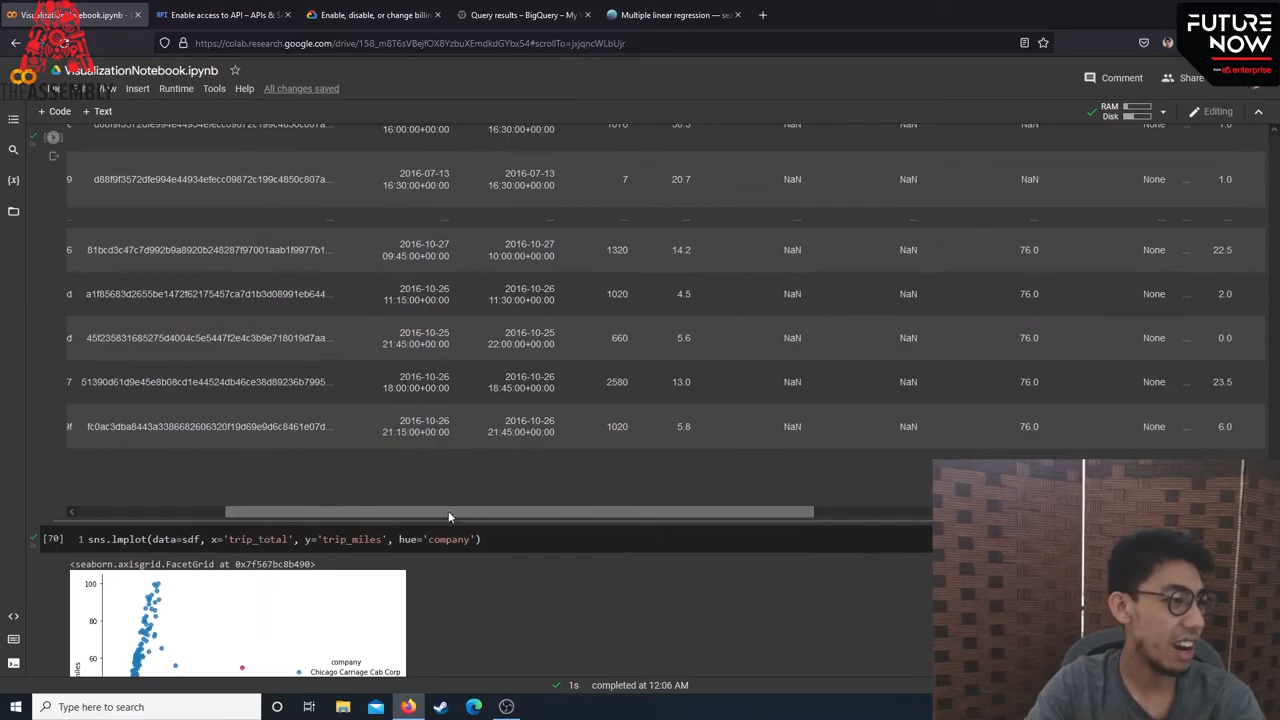 VisualizationNotebook.ipynb
Enable access to API – APIs & S
Enable, disable, or change billin
Query results – BigQuery – My
Multiple linear regression — sea
https://colab.research.google.com/drive/158_m8T6sVBejfOX8YzbuXEmdkdGYbx54#scrollTo=jxjqncWLbUjr
FUTURE
NOW
from e& enterprise
VisualizationNotebook.ipynb
THE ASSEMBLY
View Insert Runtime Tools Help All changes saved
Comment Share
+ Code + Text
RAM
Disk
Editing
16:00:00+00:00 16:30:00+00:00
9 d88f9f3572dfe994e44934efecc09872c199c4850c807a... 2016-07-13 16:30:00+00:00 2016-07-13 16:30:00+00:00 7 20.7 NaN NaN NaN None ... 1.0
... ... ... ... ... ... ... ... ... ...
6 81bcd3c47c7d992b9a8920b248287f97001aab1f9977b1... 2016-10-27 09:45:00+00:00 2016-10-27 10:00:00+00:00 1320 14.2 NaN NaN 76.0 None ... 22.5
d a1f85683d2655be1472f62175457ca7d1b3d08991eb644... 2016-10-26 11:15:00+00:00 2016-10-26 11:30:00+00:00 1020 4.5 NaN NaN 76.0 None ... 2.0
d 45f235831685275d4004c5e5447f2e4c3b9e718019d7aa... 2016-10-25 21:45:00+00:00 2016-10-25 22:00:00+00:00 660 5.6 NaN NaN 76.0 None ... 0.0
7 51390d61d9e45e8b08cd1e44524db46ce38d89236b7995... 2016-10-26 18:00:00+00:00 2016-10-26 18:45:00+00:00 2580 13.0 NaN NaN 76.0 None ... 23.5
9f fc0ac3dba8443a3386682606320f19d69e9d6c8461e07d... 2016-10-26 21:15:00+00:00 2016-10-26 21:45:00+00:00 1020 5.8 NaN NaN 76.0 None ... 6.0
[70] 1 sns.lmplot(data=sdf, x='trip_total', y='trip_miles', hue='company')
<seaborn.axisgrid.FacetGrid at 0x7f567bc8b490>
100
80
60
company
Chicago Carriage Cab Corp
1s completed at 12:06 AM
Type here to search